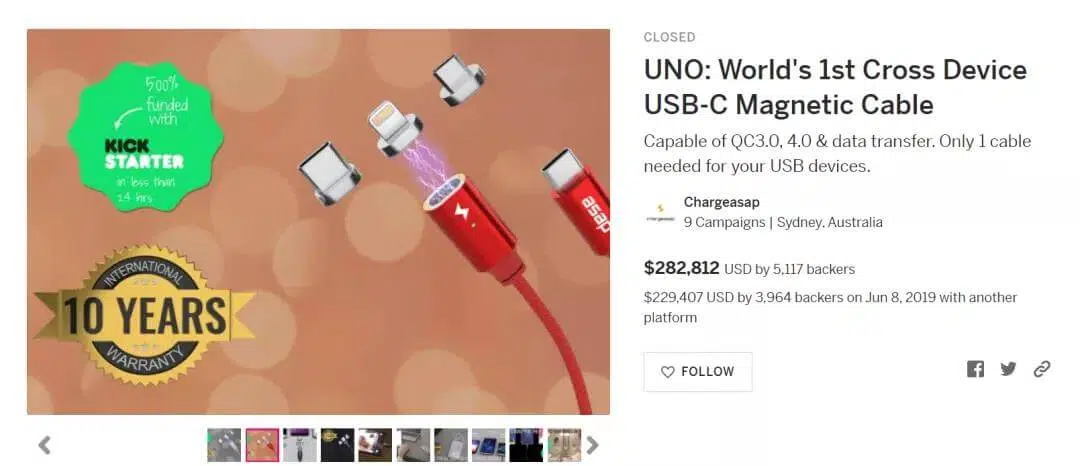 500%
funded
with
KICK
STARTER
in less than
24 hrs
INTERNATIONAL
10 YEARS
WARRANTY
asap
CLOSED
UNO: World's 1st Cross Device
USB-C Magnetic Cable
Capable of QC3.0, 4.0 & data transfer. Only 1 cable
needed for your USB devices.
chargeasap
Chargeasap
9 Campaigns | Sydney, Australia
$282,812 USD by 5,117 backers
$229,407 USD by 3,964 backers on Jun 8, 2019 with another
platform
FOLLOW